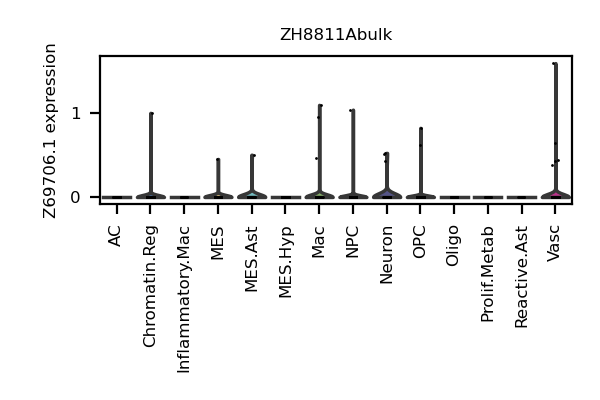 ZH8811Abulk
Z69706.1 expression
1
0
AC
Chromatin.Reg
Inflammatory.Mac
MES
MES.Ast
MES.Hyp
Mac
NPC
Neuron
OPC
Oligo
Prolif.Metab
Reactive.Ast
Vasc